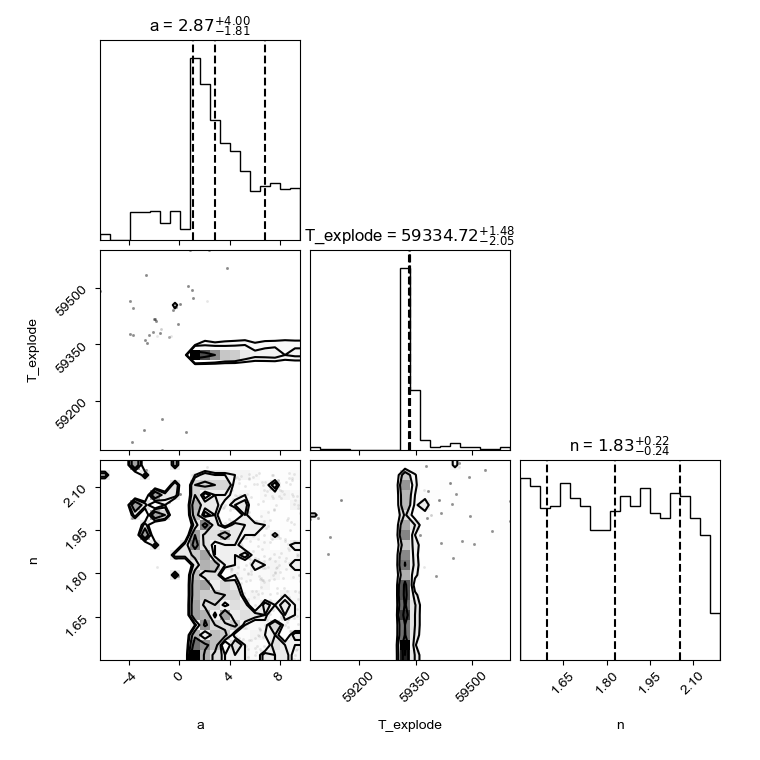 a = 2.87+4.00−1.81
T_explode = 59334.72+1.48−2.05
T_explode
59500
59350
59200
n = 1.83+0.22−0.24
n
2.10
1.95
1.80
1.65
−4 0 4 8
59200 59350 59500
1.65 1.80 1.95 2.10
a T_explode n